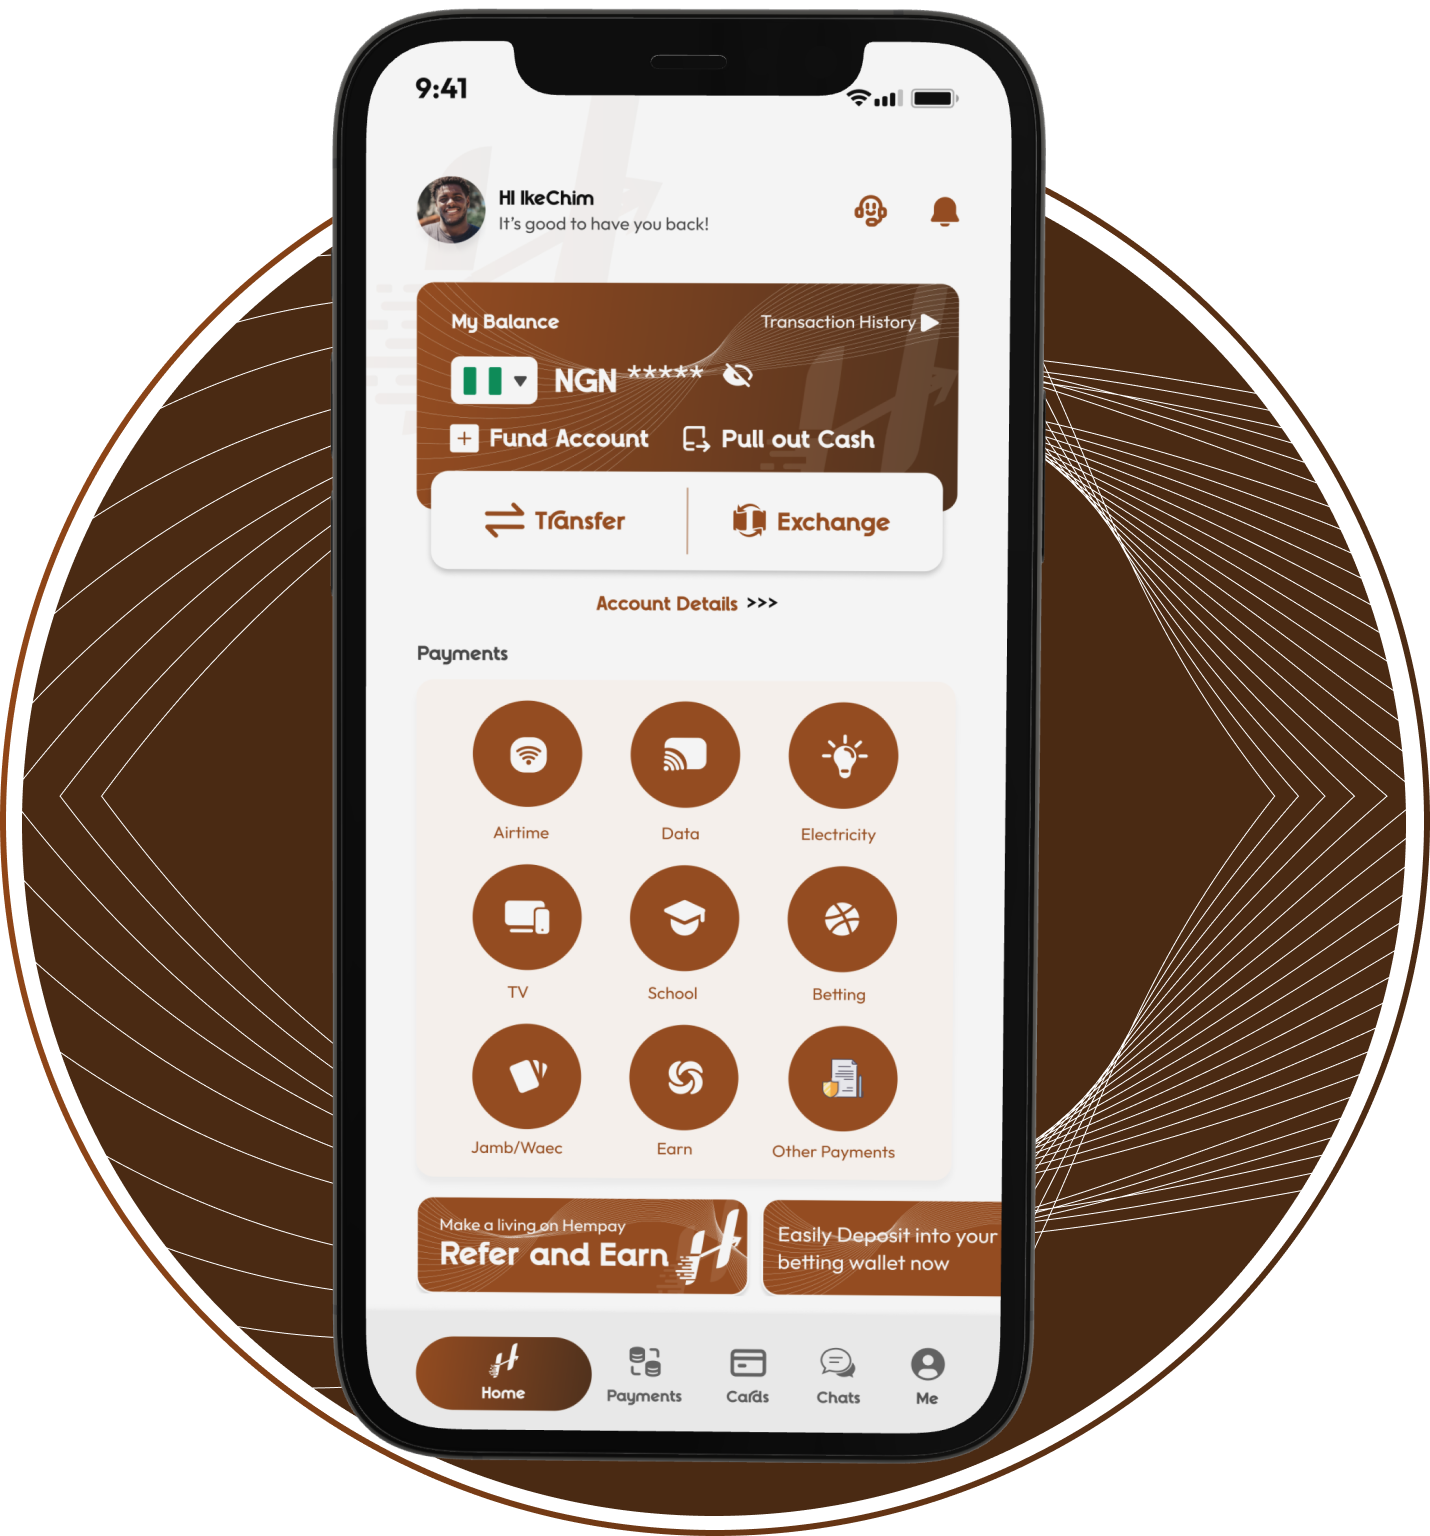 9:41
HI IkeChim
It's good to have you back!
My Balance
Transaction History
NGN *****
Fund Account
Pull out Cash
Transfer
Exchange
Account Details >>>
Payments
Airtime
Data
Electricity
TV
School
Betting
Jamb/Waec
Earn
Other Payments
Make a living on Hempay
Refer and Earn
Easily Deposit into your
betting wallet now
Home
Payments
Cards
Chats
Me